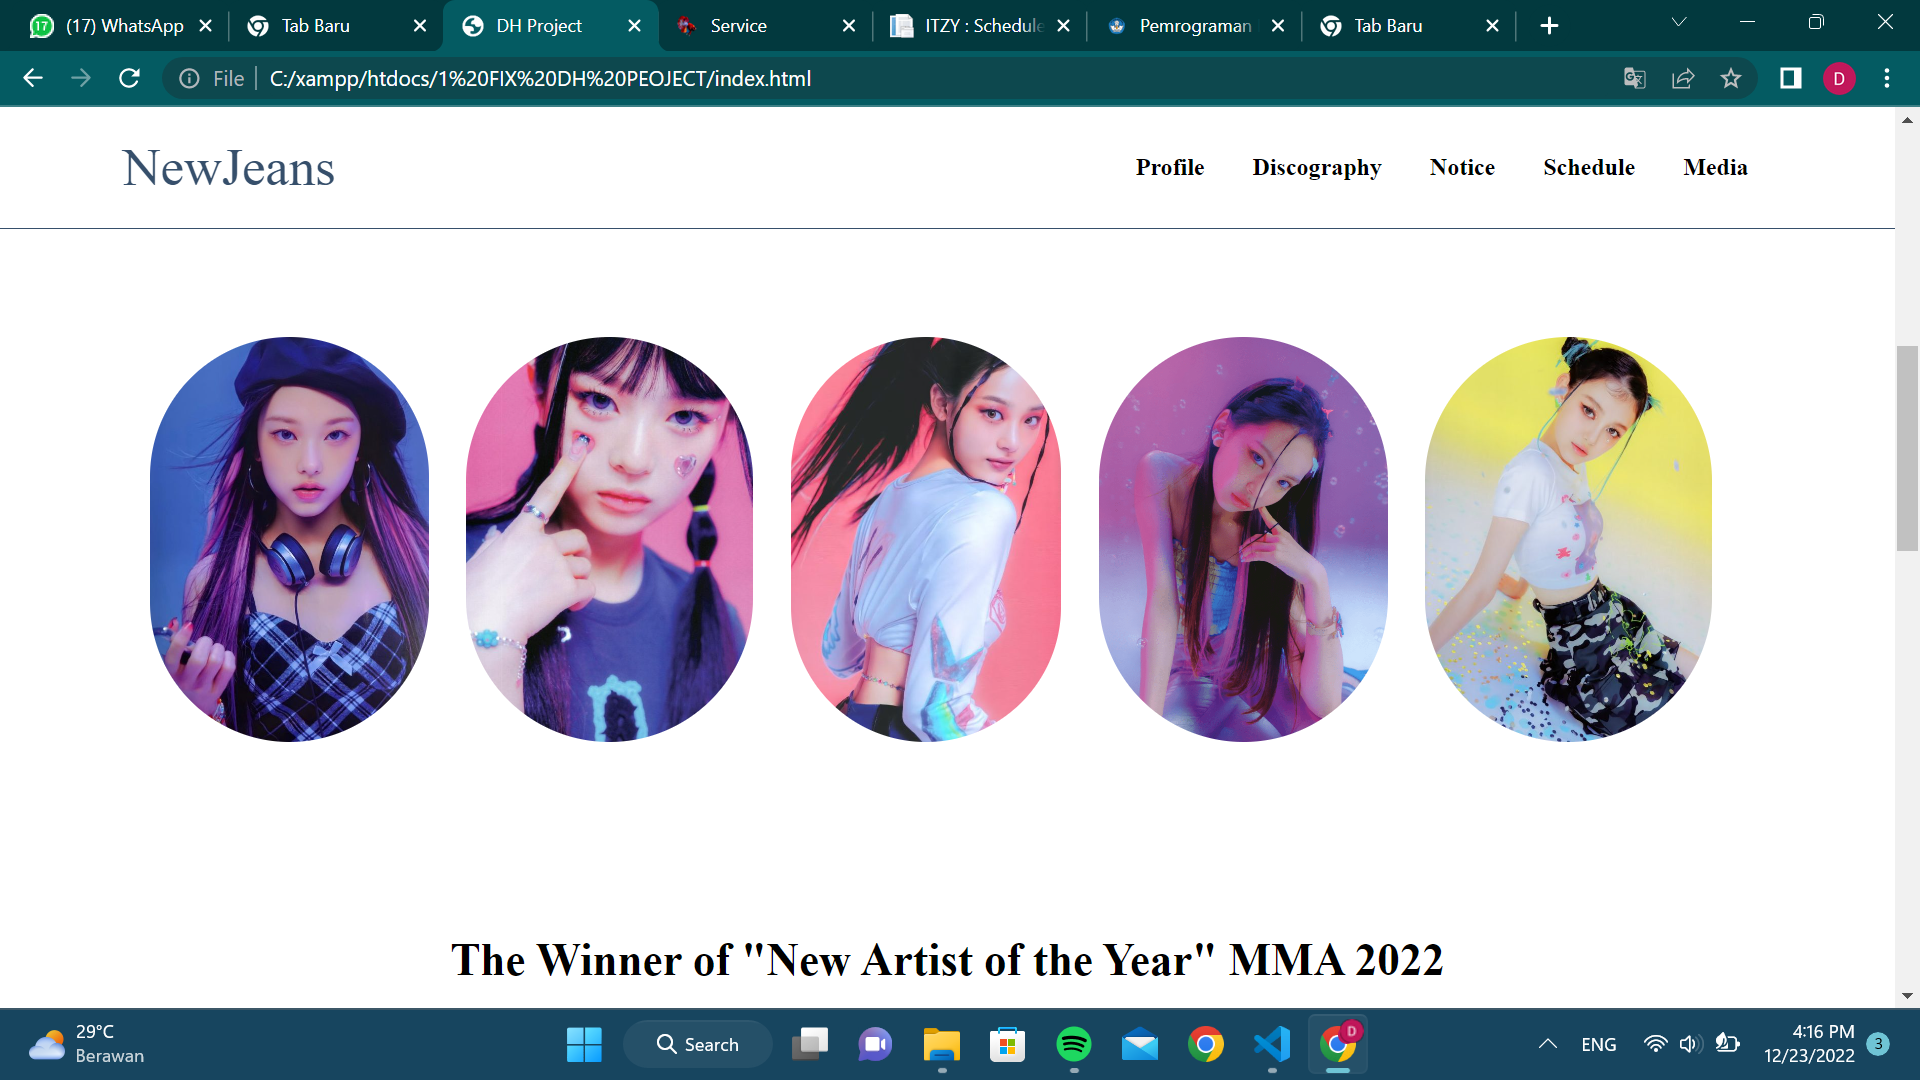 (17) WhatsApp
Tab Baru
DH Project
Service
ITZY : Schedule
Pemrograman
Tab Baru
File
C:/xampp/htdocs/1%20FIX%20DH%20PEOJECT/index.html
D
NewJeans
Profile
Discography
Notice
Schedule
Media
The Winner of "New Artist of the Year" MMA 2022
29°C
Berawan
Search
D
ENG
4:16 PM
12/23/2022
3